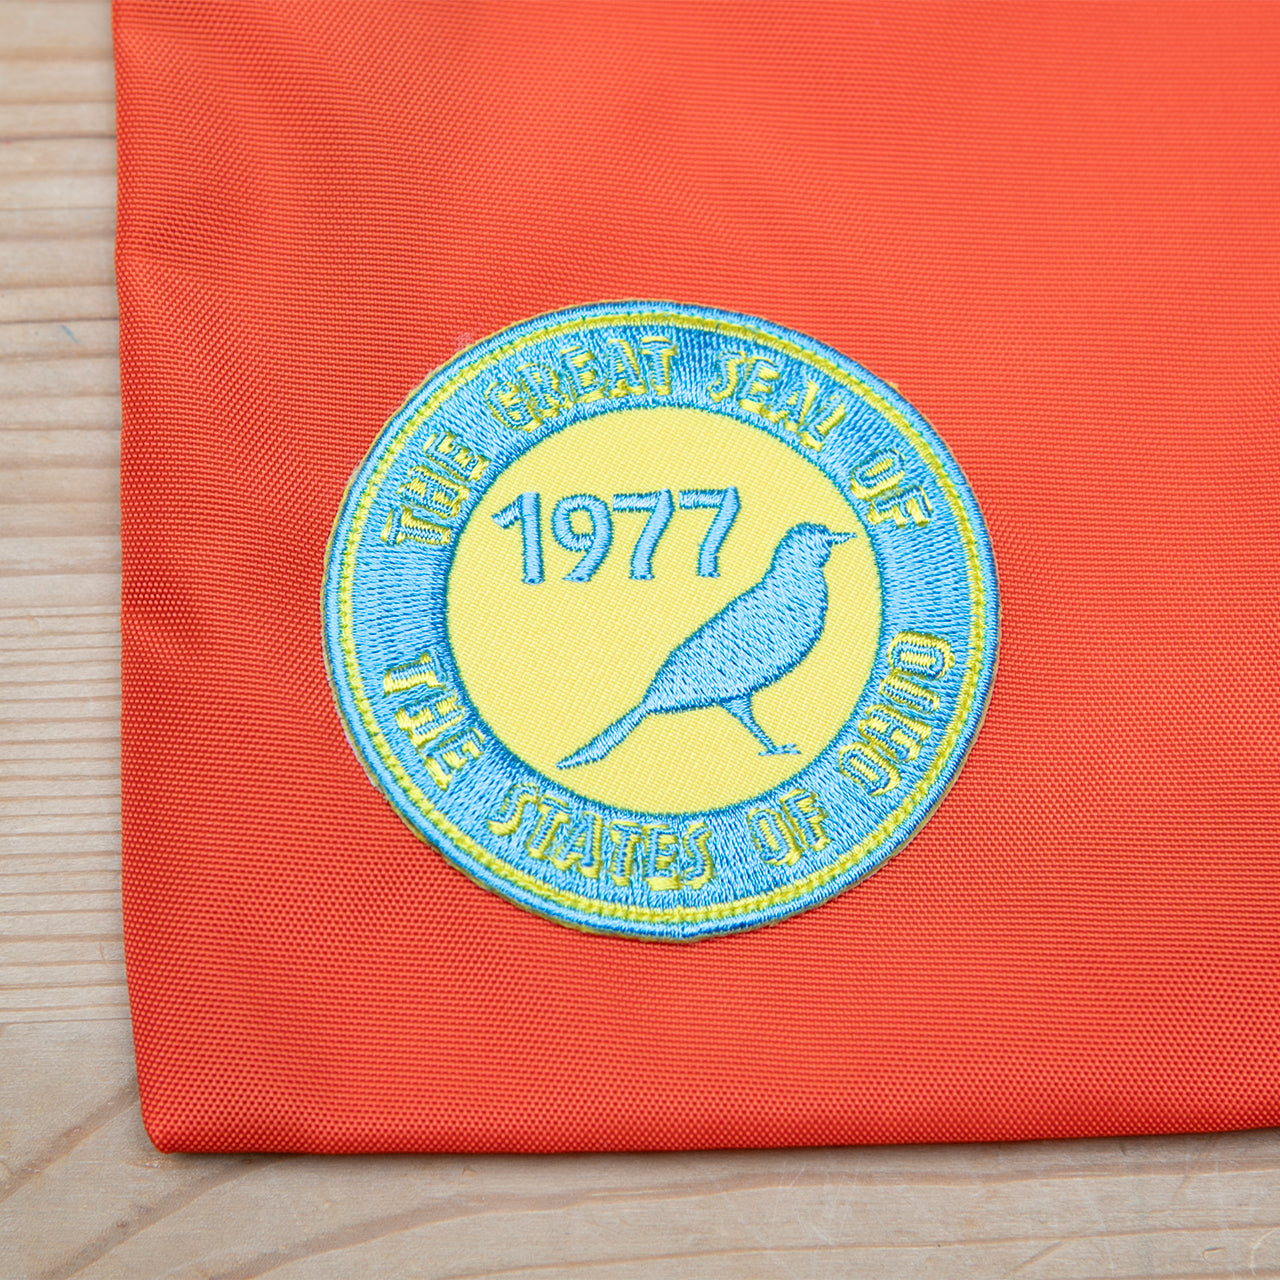 THE GREAT SEAL OF
1977
THE STATES OF OHIO